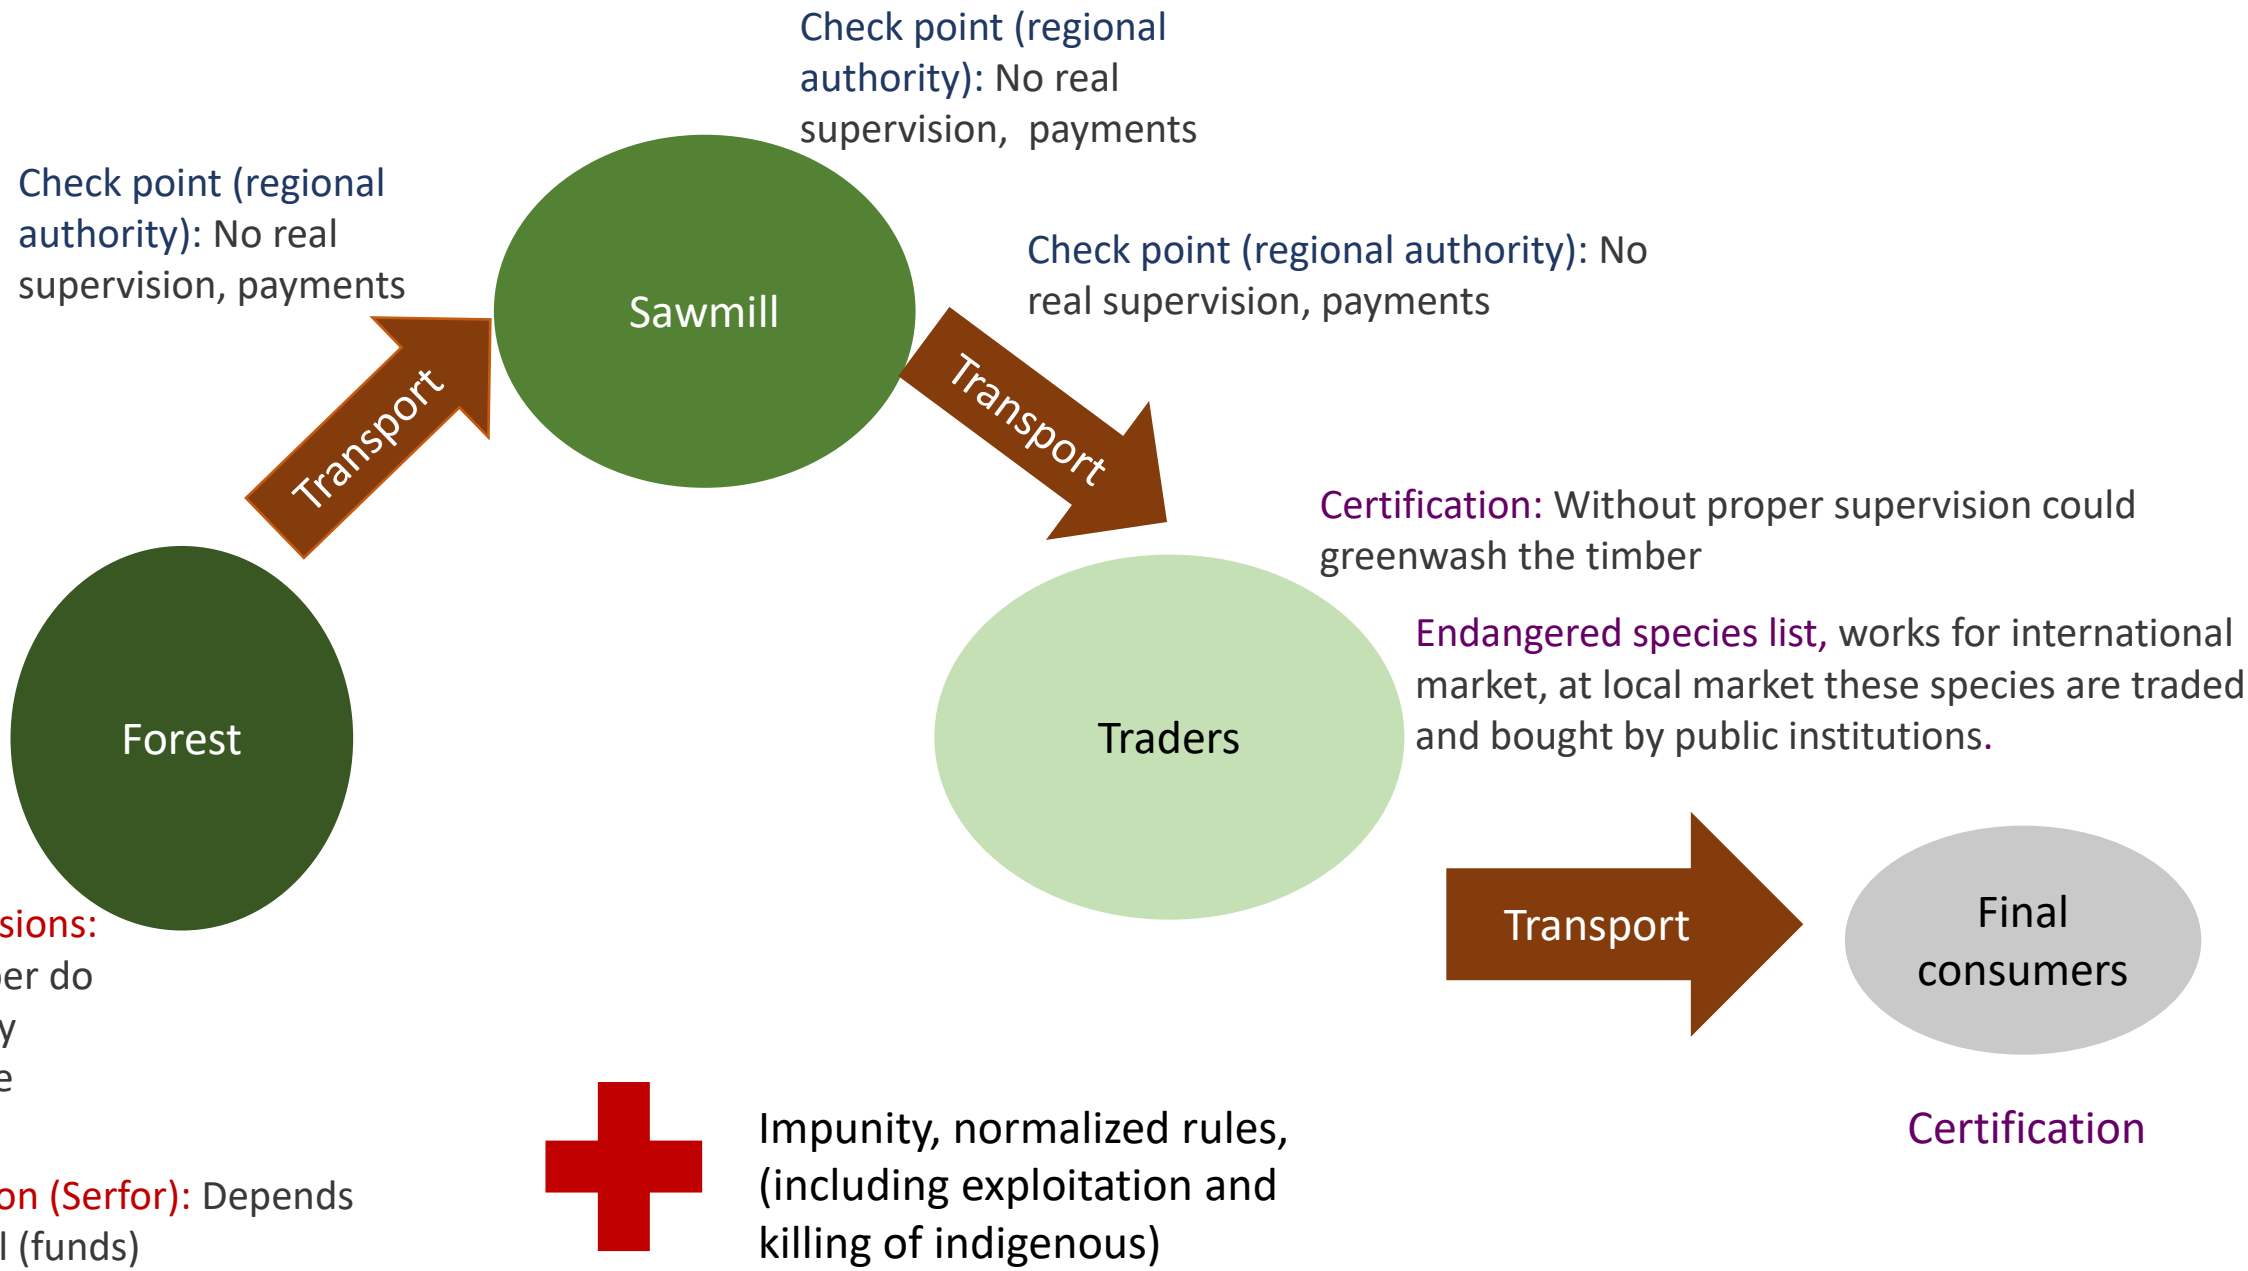 Check point (regional
authority): No real
supervision, payments
Check point (regional
authority): No real
supervision, payments
Sawmill
Check point (regional authority): No
real supervision, payments
Transport
Transport
Certification: Without proper supervision could
greenwash the timber
Endangered species list, works for international
market, at local market these species are traded
and bought by public institutions.
Forest
Traders
Transport
Final
consumers
Certification
sions:
per do
y
e
on (Serfor): Depends
l (funds)
Impunity, normalized rules,
(including exploitation and
killing of indigenous)